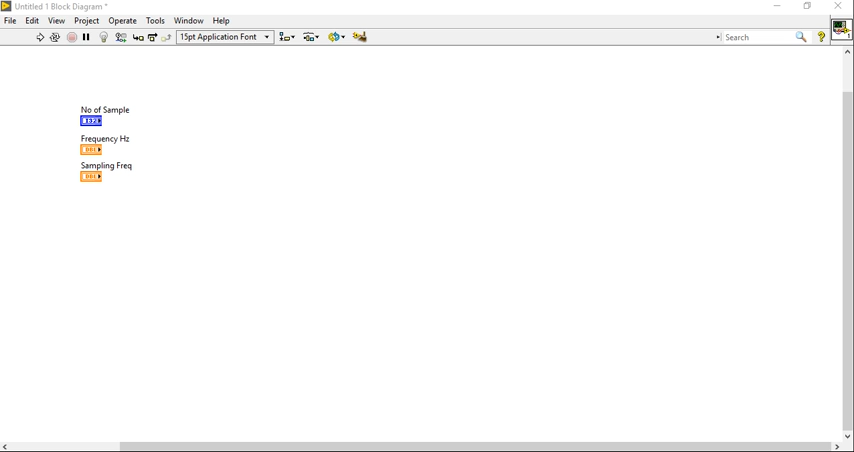 Untitled 1 Block Diagram *
File Edit View Project Operate Tools Window Help
15pt Application Font Search
No of Sample
I32
Frequency Hz
DBL
Sampling Freq
DBL